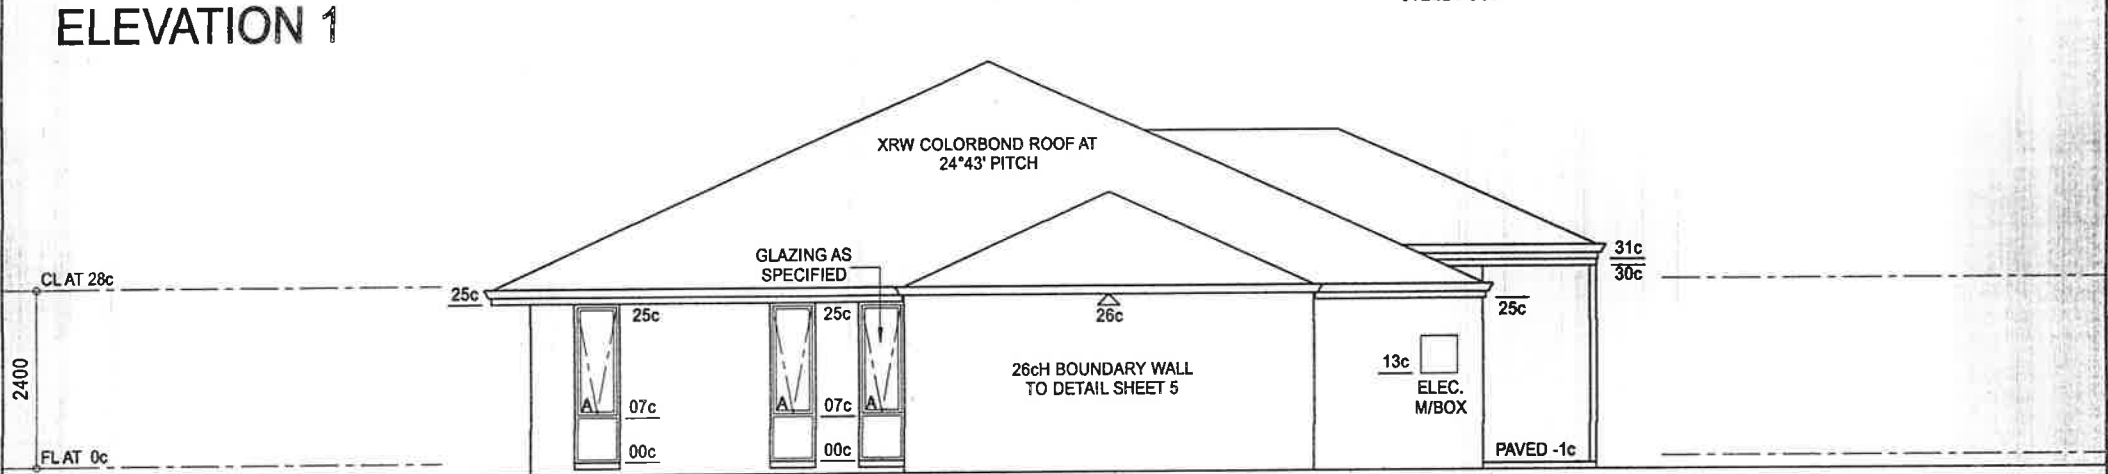 ELEVATION 1
XRW COLORBOND ROOF AT
24°43' PITCH
GLAZING AS
SPECIFIED
31c
30c
CL AT 28c
25c
25c
25c
25c
26c
2400
13c
26cH BOUNDARY WALL
TO DETAIL SHEET 5
ELEC.
M/BOX
A
07c
A
07c
A
00c
00c
PAVED -1c
FL AT 0c